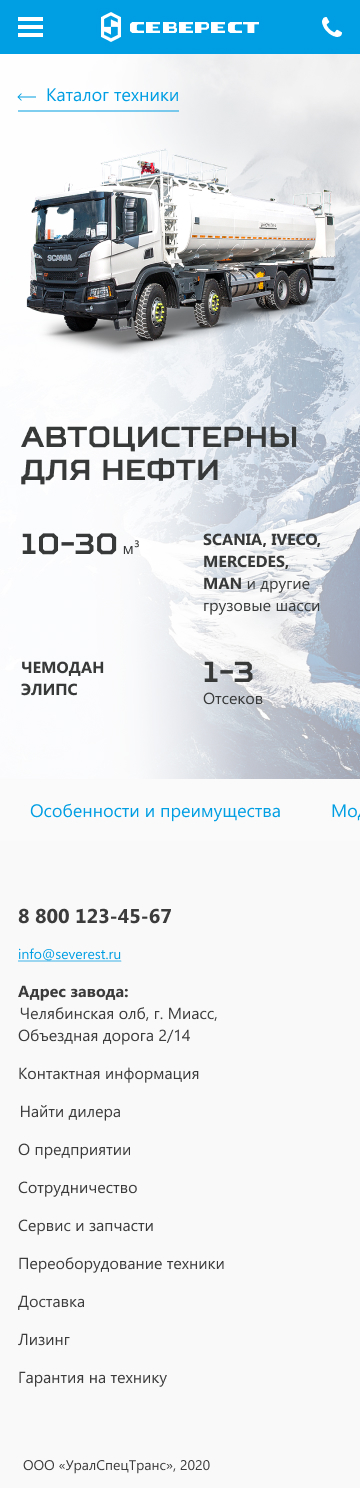 СЕВЕРЕСТ
Каталог техники
SCANIA
АВТОЦИСТЕРНЫ
ДЛЯ НЕФТИ
10-30 м³
SCANIA, IVECO,
MERCEDES,
MAN и другие
грузовые шасси
ЧЕМОДАН
ЭЛИПС
1-3
Отсеков
Особенности и преимущества
Мод
8 800 123-45-67
info@severest.ru
Адрес завода:
Челябинская олб, г. Миасс,
Объездная дорога 2/14
Контактная информация
Найти дилера
О предприятии
Сотрудничество
Сервис и запчасти
Переоборудование техники
Доставка
Лизинг
Гарантия на технику
ООО «УралСпецТранс», 2020